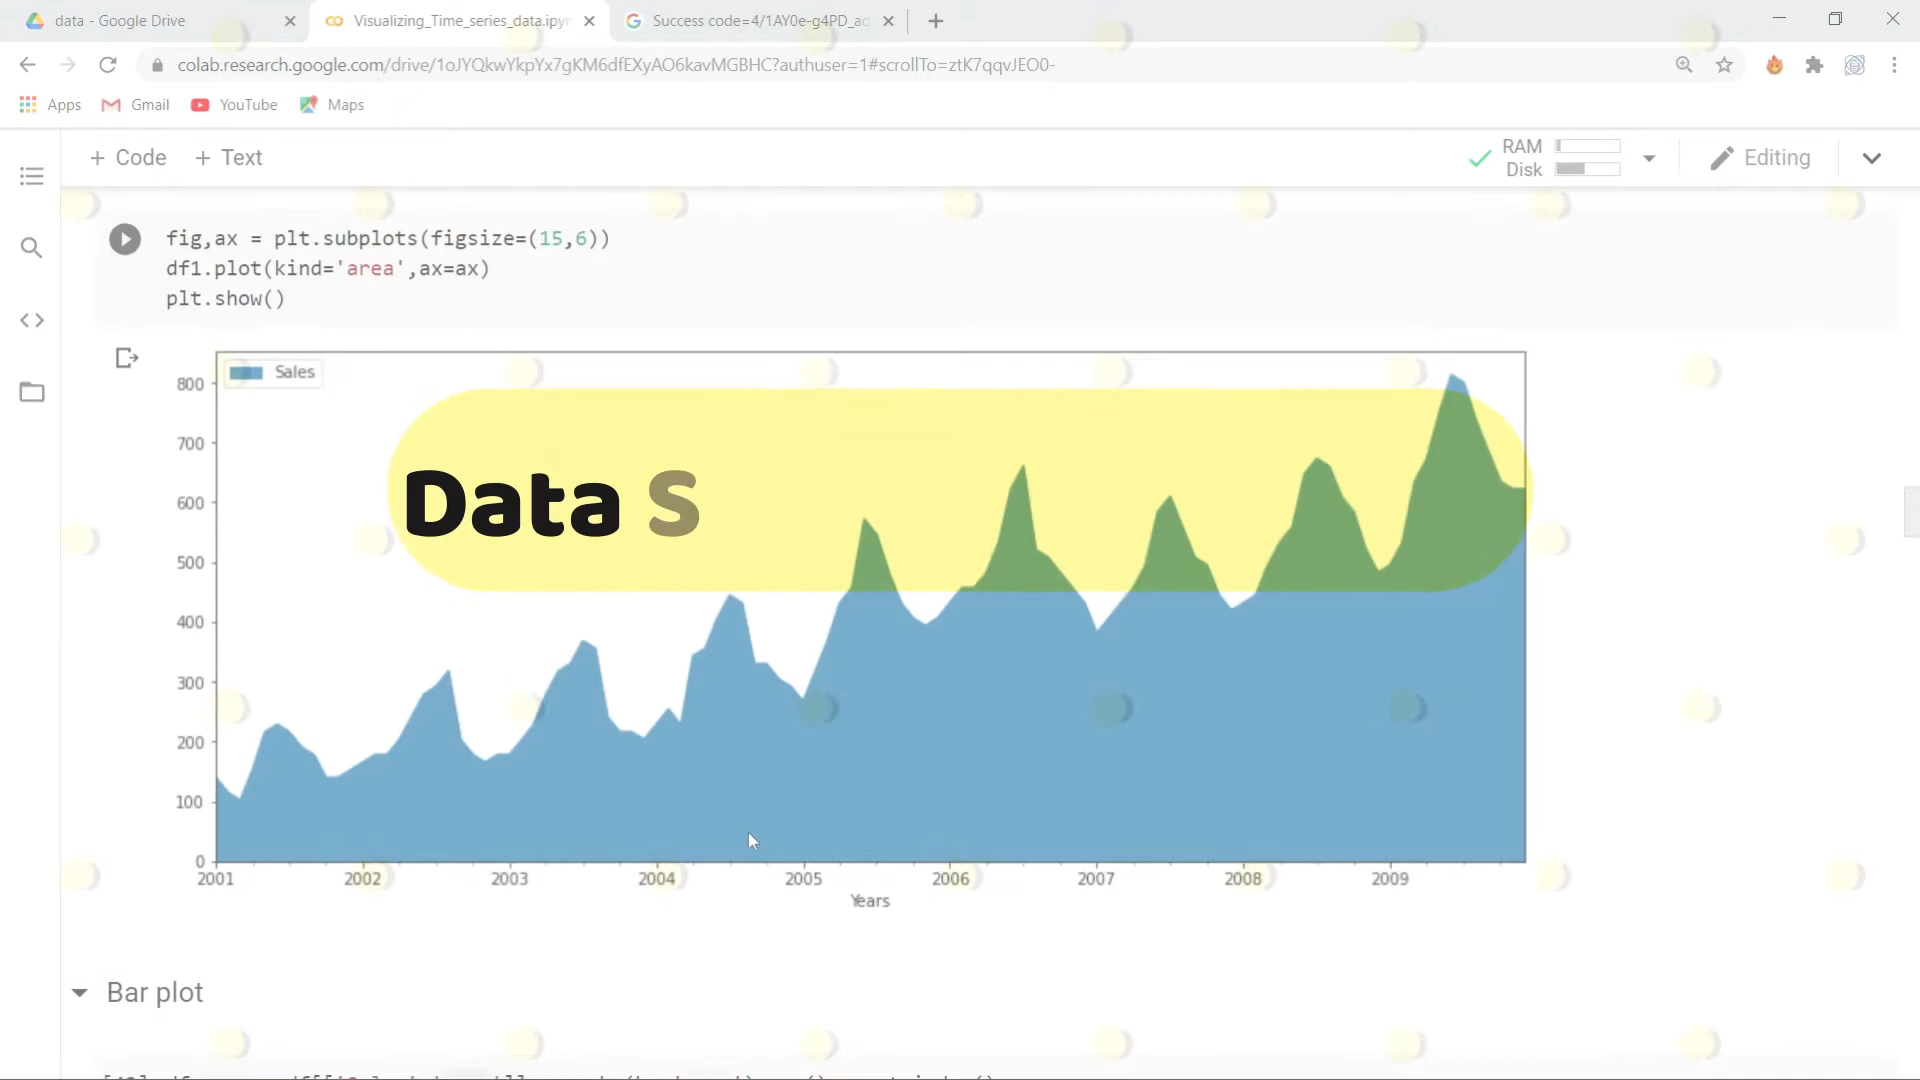 data - Google Drive
Visualizing_Time_series_data.ipyn
Success code=4/1AY0e-g4PD_ac
colab.research.google.com/drive/1oJYQkwYkpYx7gKM6dfEXyAO6kavMGBHC?authuser=1#scrollTo=ztK7qqvJEO0-
Apps Gmail YouTube Maps
+ Code + Text
RAM
Disk
Editing
fig,ax = plt.subplots(figsize=(15,6))
df1.plot(kind='area',ax=ax)
plt.show()
Sales
800
700
600
500
400
300
200
100
0
Data S
2001 2002 2003 2004 2005 2006 2007 2008 2009
Years
Bar plot